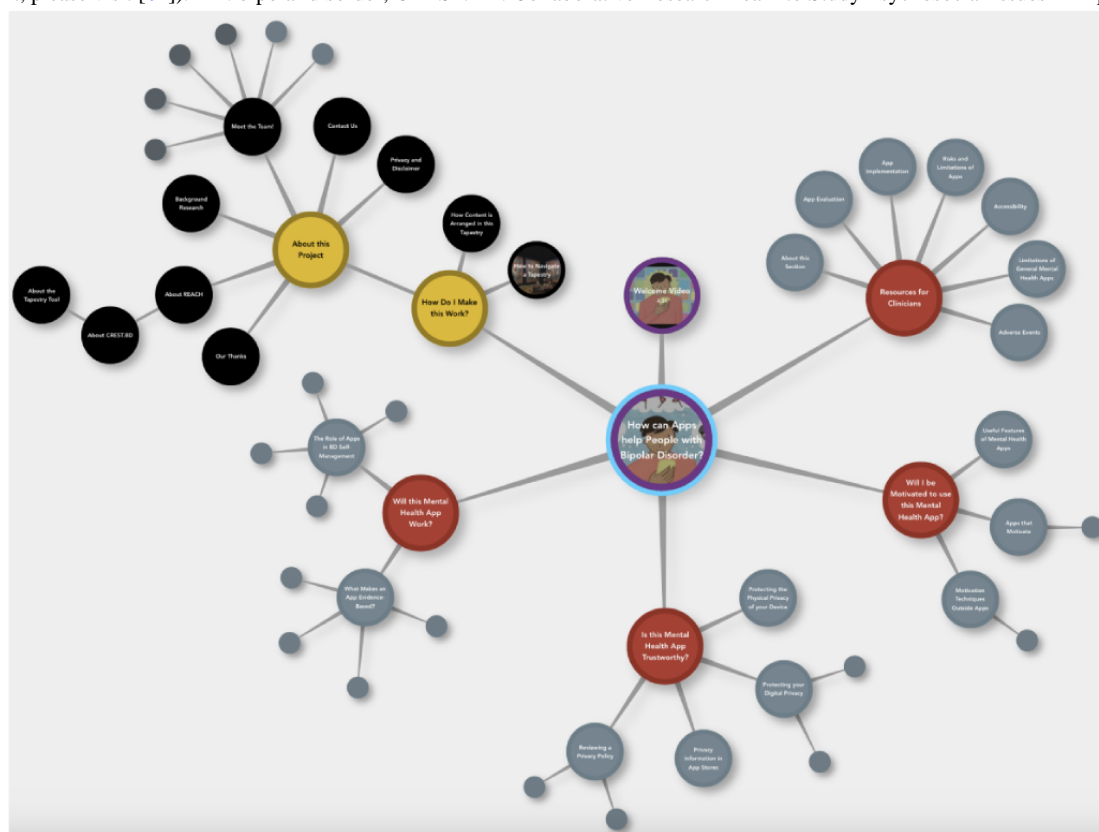 Meet the Team!
Contact Us
Privacy and
Disclaimer
Background
Research
How Content is
Arranged in this
Tapestry
About this
Project
How to Navigate
a Tapestry
About the
Tapestry Tool
About REACH
How Do I Make
this Work?
About CREST.BD
Our Thanks
Welcome Video
App
Implementation
Risks and
Limitations of
Apps
App Evaluation
Accessibility
About this
Section
Limitations of
General Mental
Health Apps
Resources for
Clinicians
Adverse Events
How can Apps
help People with
Bipolar Disorder?
The Role of Apps
in BD Self-
Management
Will this Mental
Health App
Work?
What Makes an
App Evidence
Based?
Useful Features
of Mental Health
Apps
Will I be
Motivated to use
this Mental
Health App?
Apps that
Motivate
Motivation
Techniques
Outside Apps
Protecting the
Physical Privacy
of your Device
Is this Mental
Health App
Trustworthy?
Protecting your
Digital Privacy
Reviewing a
Privacy Policy
Privacy
Information in
App Stores